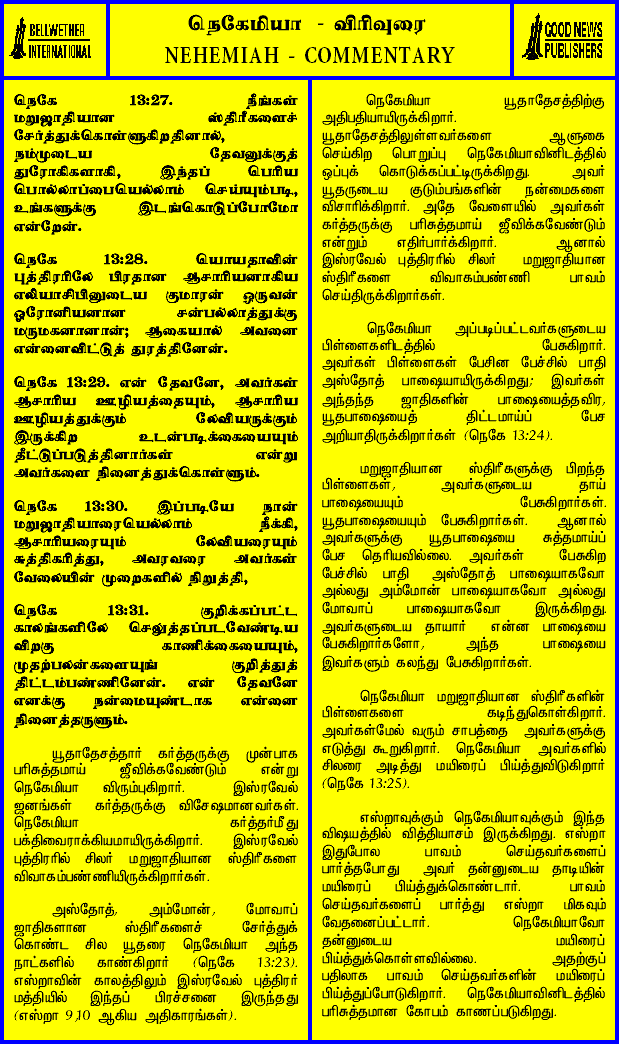 BELLWETHER
INTERNATIONAL
நெகேமியா - விரிவுரை
NEHEMIAH - COMMENTARY
GOOD NEWS
PUBLISHERS
நெகே 13:27. நீங்கள்
மறுஜாதியான ஸ்திரீகளைச்
சேர்த்துக்கொள்ளுகிறதினால்,
நம்முடைய தேவனுக்குத்
துரோகிகளாகி, இந்தப் பெரிய
பொல்லாப்பையெல்லாம் செய்யும்படி,
உங்களுக்கு இடங்கொடுப்போமோ
என்றேன்.
நெகே 13:28. யொயதாவின்
புத்திரரிலே பிரதான ஆசாரியனாகிய
எலியாசிபினுடைய குமாரன் ஒருவன்
ஓரோனியனான சன்பல்லாத்துக்கு
மருமகனானான்; ஆகையால் அவனை
என்னைவிட்டுத் துரத்தினேன்.
நெகே 13:29. என் தேவனே, அவர்கள்
ஆசாரிய ஊழியத்தையும், ஆசாரிய
ஊழியத்துக்கும் லேவியருக்கும்
இருக்கிற உடன்படிக்கையையும்
தீட்டுப்படுத்தினார்கள் என்று
அவர்களை நினைத்துக்கொள்ளும்.
நெகே 13:30. இப்படியே நான்
மறுஜாதியாரையெல்லாம் நீக்கி,
ஆசாரியரையும் லேவியரையும்
சுத்திகரித்து, அவரவரை அவர்கள்
வேலையின் முறைகளில் நிறுத்தி,
நெகே 13:31. குறிக்கப்பட்ட
காலங்களிலே செலுத்தப்படவேண்டிய
விறகு காணிக்கையையும்,
முதற்பலன்களையுங் குறித்துத்
திட்டம்பண்ணினேன். என் தேவனே
எனக்கு நன்மையுண்டாக என்னை
நினைத்தருளும்.
யூதாதேசத்தார் கர்த்தருக்கு முன்பாக
பரிசுத்தமாய் ஜீவிக்கவேண்டும் என்று
நெகேமியா விரும்புகிறார். இஸ்ரவேல்
ஜனங்கள் கர்த்தருக்கு விசேஷமானவர்கள்.
நெகேமியா கர்த்தர்மீது
பக்திவைராக்கியமாயிருக்கிறார். இஸ்ரவேல்
புத்திரரில் சிலர் மறுஜாதியான ஸ்திரீகளை
விவாகம்பண்ணியிருக்கிறார்கள்.
அஸ்தோத், அம்மோன், மோவாப்
ஜாதிகளான ஸ்திரீகளைச் சேர்த்துக்
கொண்ட சில யூதரை நெகேமியா அந்த
நாட்களில் காண்கிறார் (நெகே 13:23).
எஸ்றாவின் காலத்திலும் இஸ்ரவேல் புத்திரர்
மத்தியில் இந்தப் பிரச்சனை இருந்தது
(எஸ்றா 9,10 ஆகிய அதிகாரங்கள்).
நெகேமியா யூதாதேசத்திற்கு
அதிபதியாயிருக்கிறார்.
யூதாதேசத்திலுள்ளவர்களை ஆளுகை
செய்கிற பொறுப்பு நெகேமியாவினிடத்தில்
ஒப்புக் கொடுக்கப்பட்டிருக்கிறது. அவர்
யூதருடைய குடும்பங்களின் நன்மைகளை
விசாரிக்கிறார். அதே வேளையில் அவர்கள்
கர்த்தருக்கு பரிசுத்தமாய் ஜீவிக்கவேண்டும்
என்றும் எதிர்பார்க்கிறார். ஆனால்
இஸ்ரவேல் புத்திரரில் சிலர் மறுஜாதியான
ஸ்திரீகளை விவாகம்பண்ணி பாவம்
செய்திருக்கிறார்கள்.
நெகேமியா அப்படிப்பட்டவர்களுடைய
பிள்ளைகளிடத்தில் பேசுகிறார்.
அவர்கள் பிள்ளைகள் பேசின பேச்சில் பாதி
அஸ்தோத் பாஷையாயிருக்கிறது; இவர்கள்
அந்தந்த ஜாதிகளின் பாஷையைத்தவிர,
யூதபாஷையைத் திட்டமாய்ப் பேச
அறியாதிருக்கிறார்கள் (நெகே 13:24).
மறுஜாதியான ஸ்திரீகளுக்கு பிறந்த
பிள்ளைகள், அவர்களுடைய தாய்
பாஷையையும் பேசுகிறார்கள்.
யூதபாஷையையும் பேசுகிறார்கள். ஆனால்
அவர்களுக்கு யூதபாஷையை சுத்தமாய்ப்
பேச தெரியவில்லை. அவர்கள் பேசுகிற
பேச்சில் பாதி அஸ்தோத் பாஷையாகவோ
அல்லது அம்மோன் பாஷையாகவோ அல்லது
மோவாப் பாஷையாகவோ இருக்கிறது.
அவர்களுடைய தாயார் என்ன பாஷையை
பேசுகிறார்களோ, அந்த பாஷையை
இவர்களும் கலந்து பேசுகிறார்கள்.
நெகேமியா மறுஜாதியான ஸ்திரீகளின்
பிள்ளைகளை கடிந்துகொள்கிறார்.
அவர்கள்மேல் வரும் சாபத்தை அவர்களுக்கு
எடுத்து கூறுகிறார். நெகேமியா அவர்களில்
சிலரை அடித்து மயிரைப் பிய்த்துவிடுகிறார்
(நெகே 13:25).
எஸ்றாவுக்கும் நெகேமியாவுக்கும் இந்த
விஷயத்தில் வித்தியாசம் இருக்கிறது. எஸ்றா
இதுபோல பாவம் செய்தவர்களைப்
பார்த்தபோது அவர் தன்னுடைய தாடியின்
மயிரைப் பிய்த்துக்கொண்டார். பாவம்
செய்தவர்களைப் பார்த்து எஸ்றா மிகவும்
வேதனைப்பட்டார். நெகேமியாவோ
தன்னுடைய மயிரைப்
பிய்த்துக்கொள்ளவில்லை. அதற்குப்
பதிலாக பாவம் செய்தவர்களின் மயிரைப்
பிய்த்துப்போடுகிறார். நெகேமியாவினிடத்தில்
பரிசுத்தமான கோபம் காணப்படுகிறது.